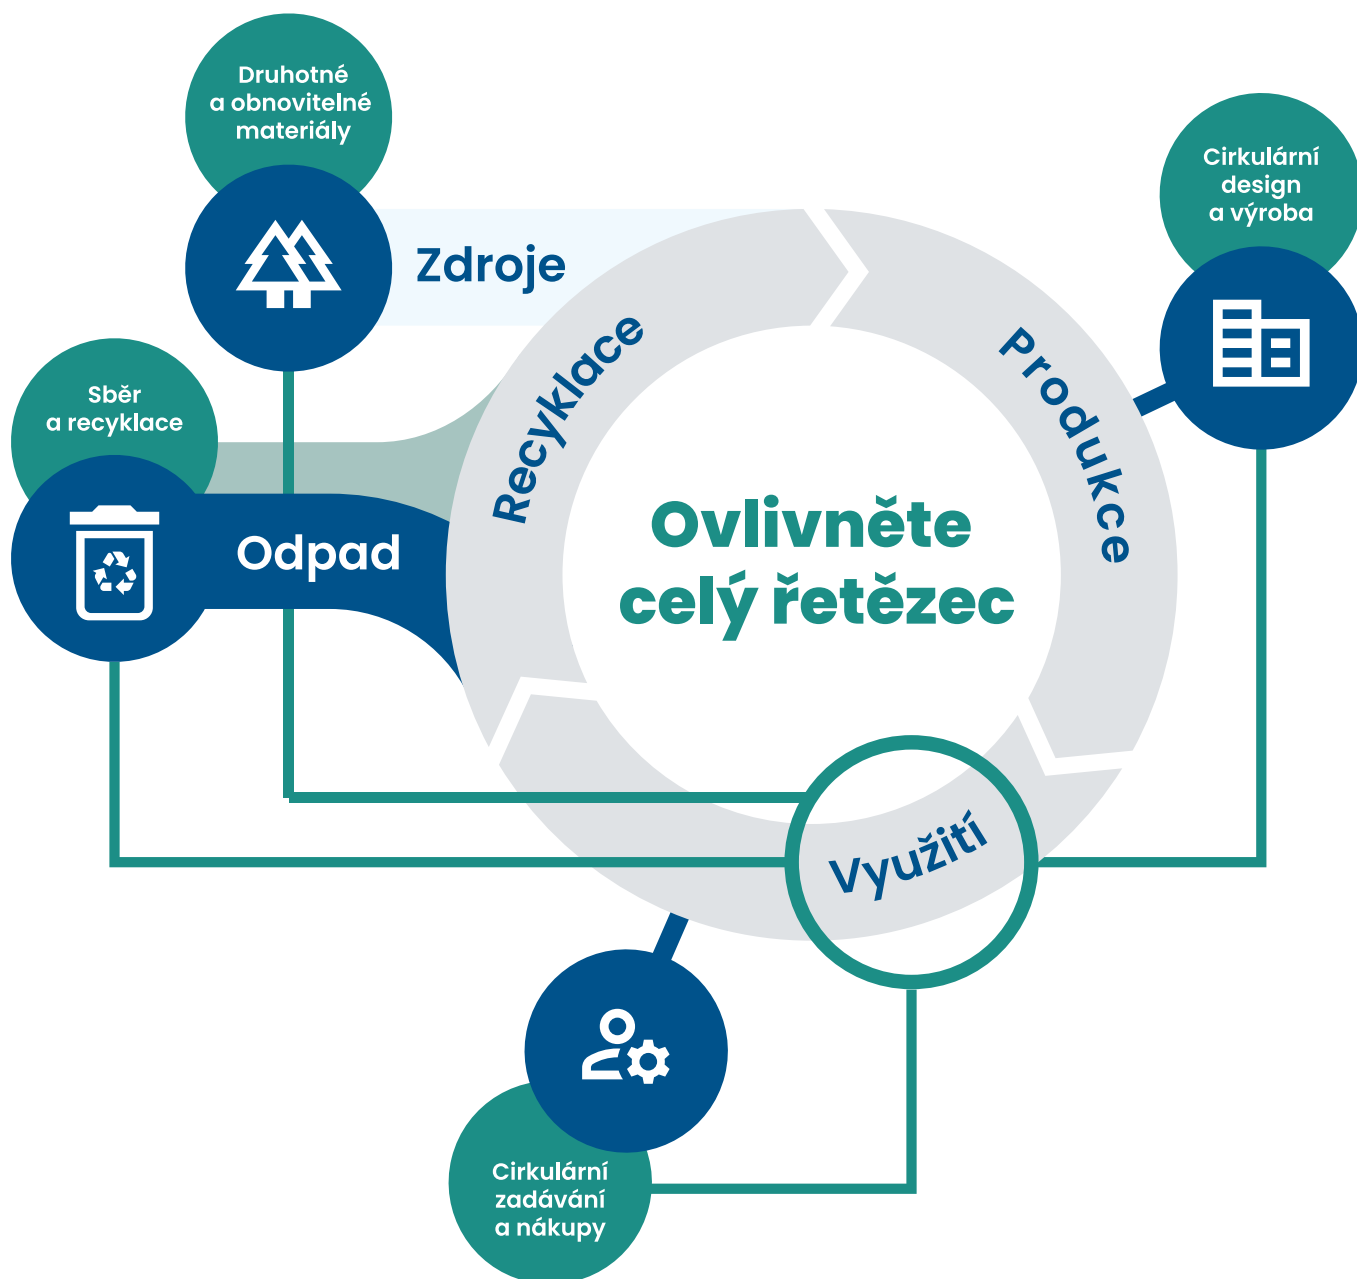 Druhotné
a obnovitelné
materiály
Cirkulární
design
a výroba
Zdroje
Recyklace
Produkce
Sběr
a recyklace
Odpad
Ovlivněte
celý řetězec
Využití
Cirkulární
zadávání
a nákupy